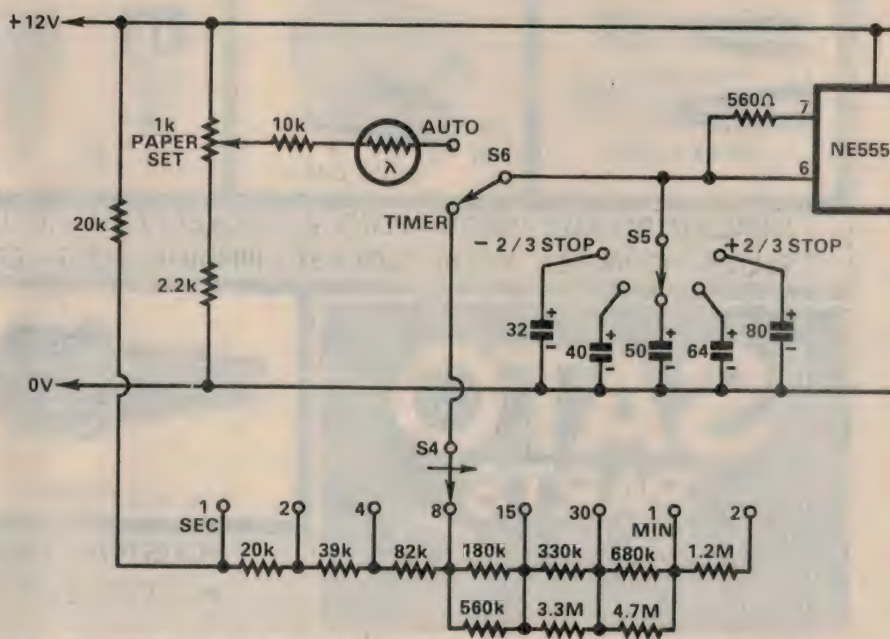 +12V
560Ω
7
1k
PAPER
SET
10k
AUTO
NE555
λ
S6
6
TIMER
20k
- 2/3 STOP
S5
+ 2/3 STOP
2.2k
32
+
-
40
+
-
50
+
-
64
+
-
80
+
-
0V
S4
1
SEC
2
4
8
15
30
1
MIN
2
20k
39k
82k
180k
330k
680k
1.2M
560k
3.3M
4.7M